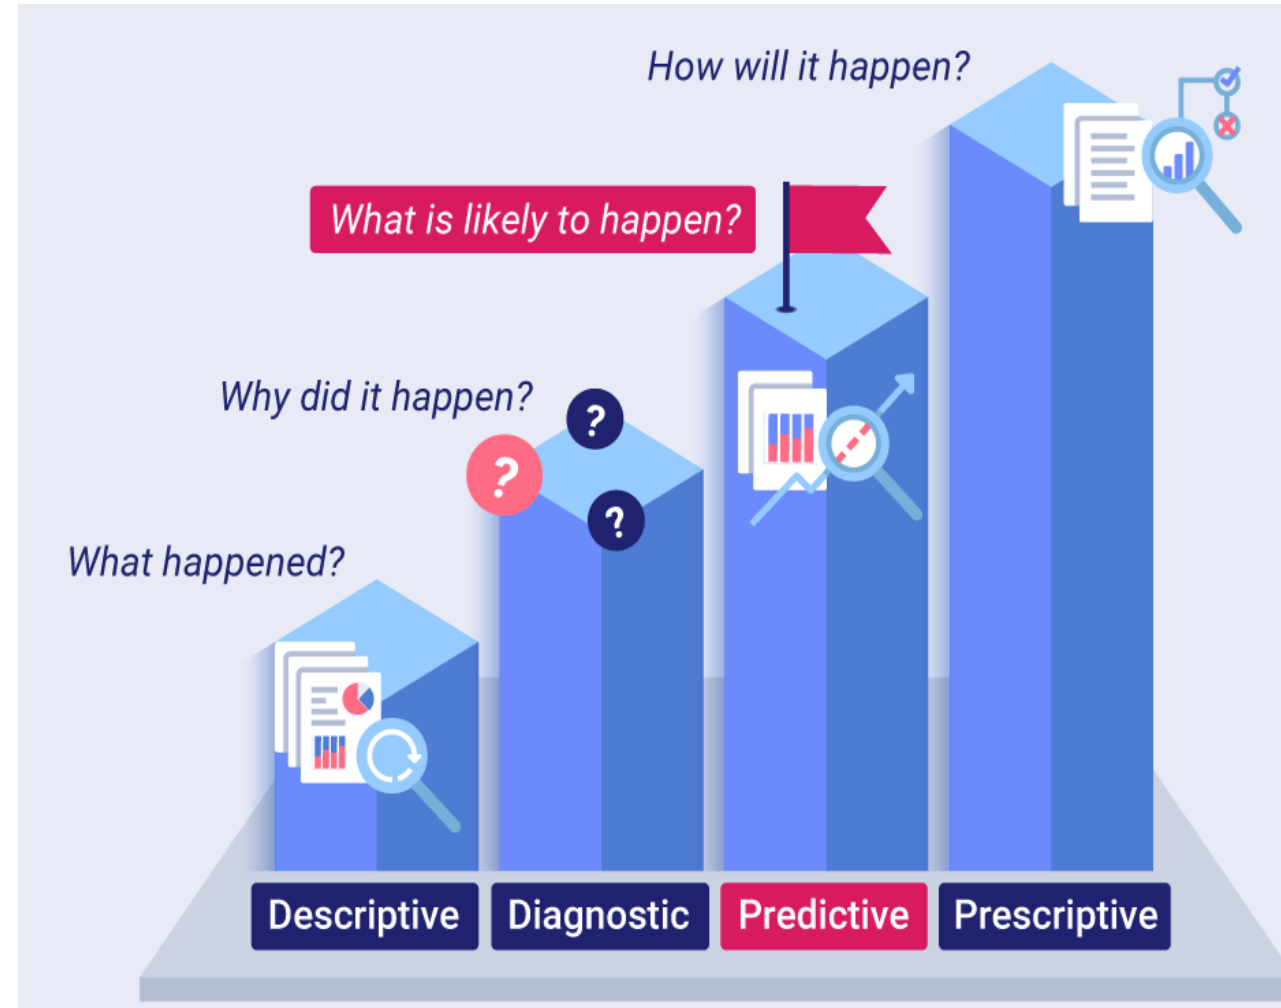 How will it happen?
What is likely to happen?
Why did it happen?
?
?
?
What happened?
Descriptive
Diagnostic
Predictive
Prescriptive